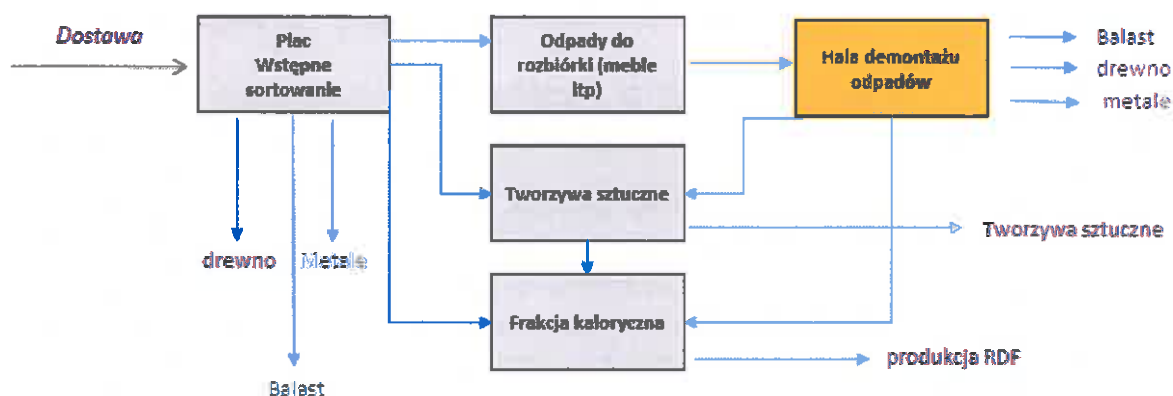 Dostawa
Plac
Wstępne
sortowanie
Odpady do
rozbiórki (meble
itp)
Hala demontażu
odpadów
Balast
drewno
metale
Tworzywa sztuczne
Tworzywa sztuczne
drewno
Metale
Frakcja kaloryczna
produkcja RDF
Balast